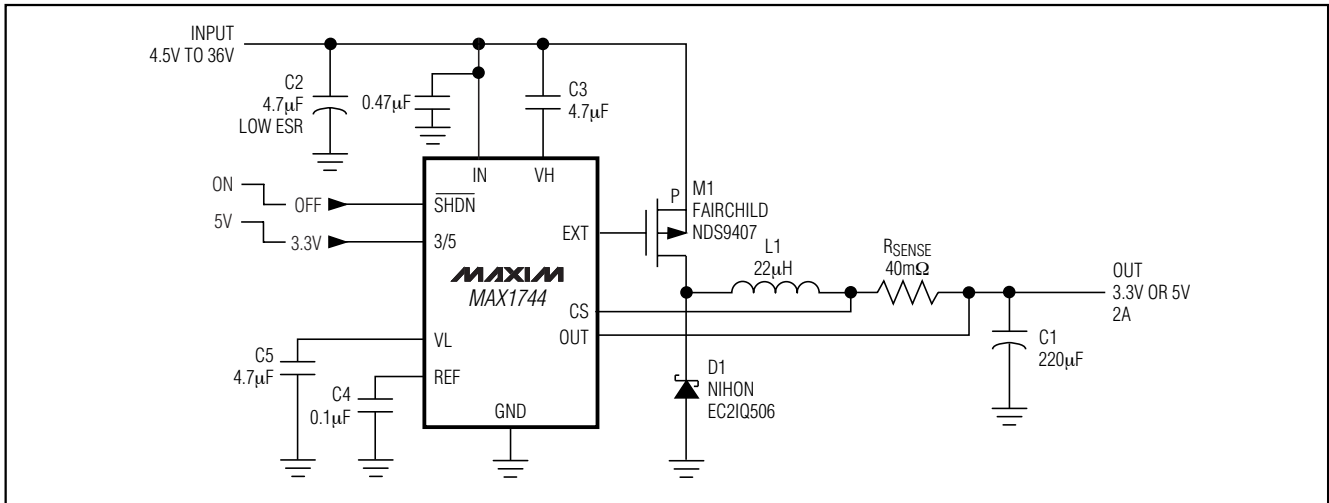 INPUT
4.5V TO 36V
C2
4.7μF
LOW ESR
0.47μF
C3
4.7μF
IN
VH
ON
OFF
SHDN
5V
3.3V
3/5
EXT
P
M1
FAIRCHILD
NDS9407
MAXIM
MAX1744
L1
22μH
RSENSE
40mΩ
OUT
3.3V OR 5V
2A
CS
OUT
C1
220μF
VL
C5
4.7μF
REF
C4
0.1μF
GND
D1
NIHON
EC2IQ506